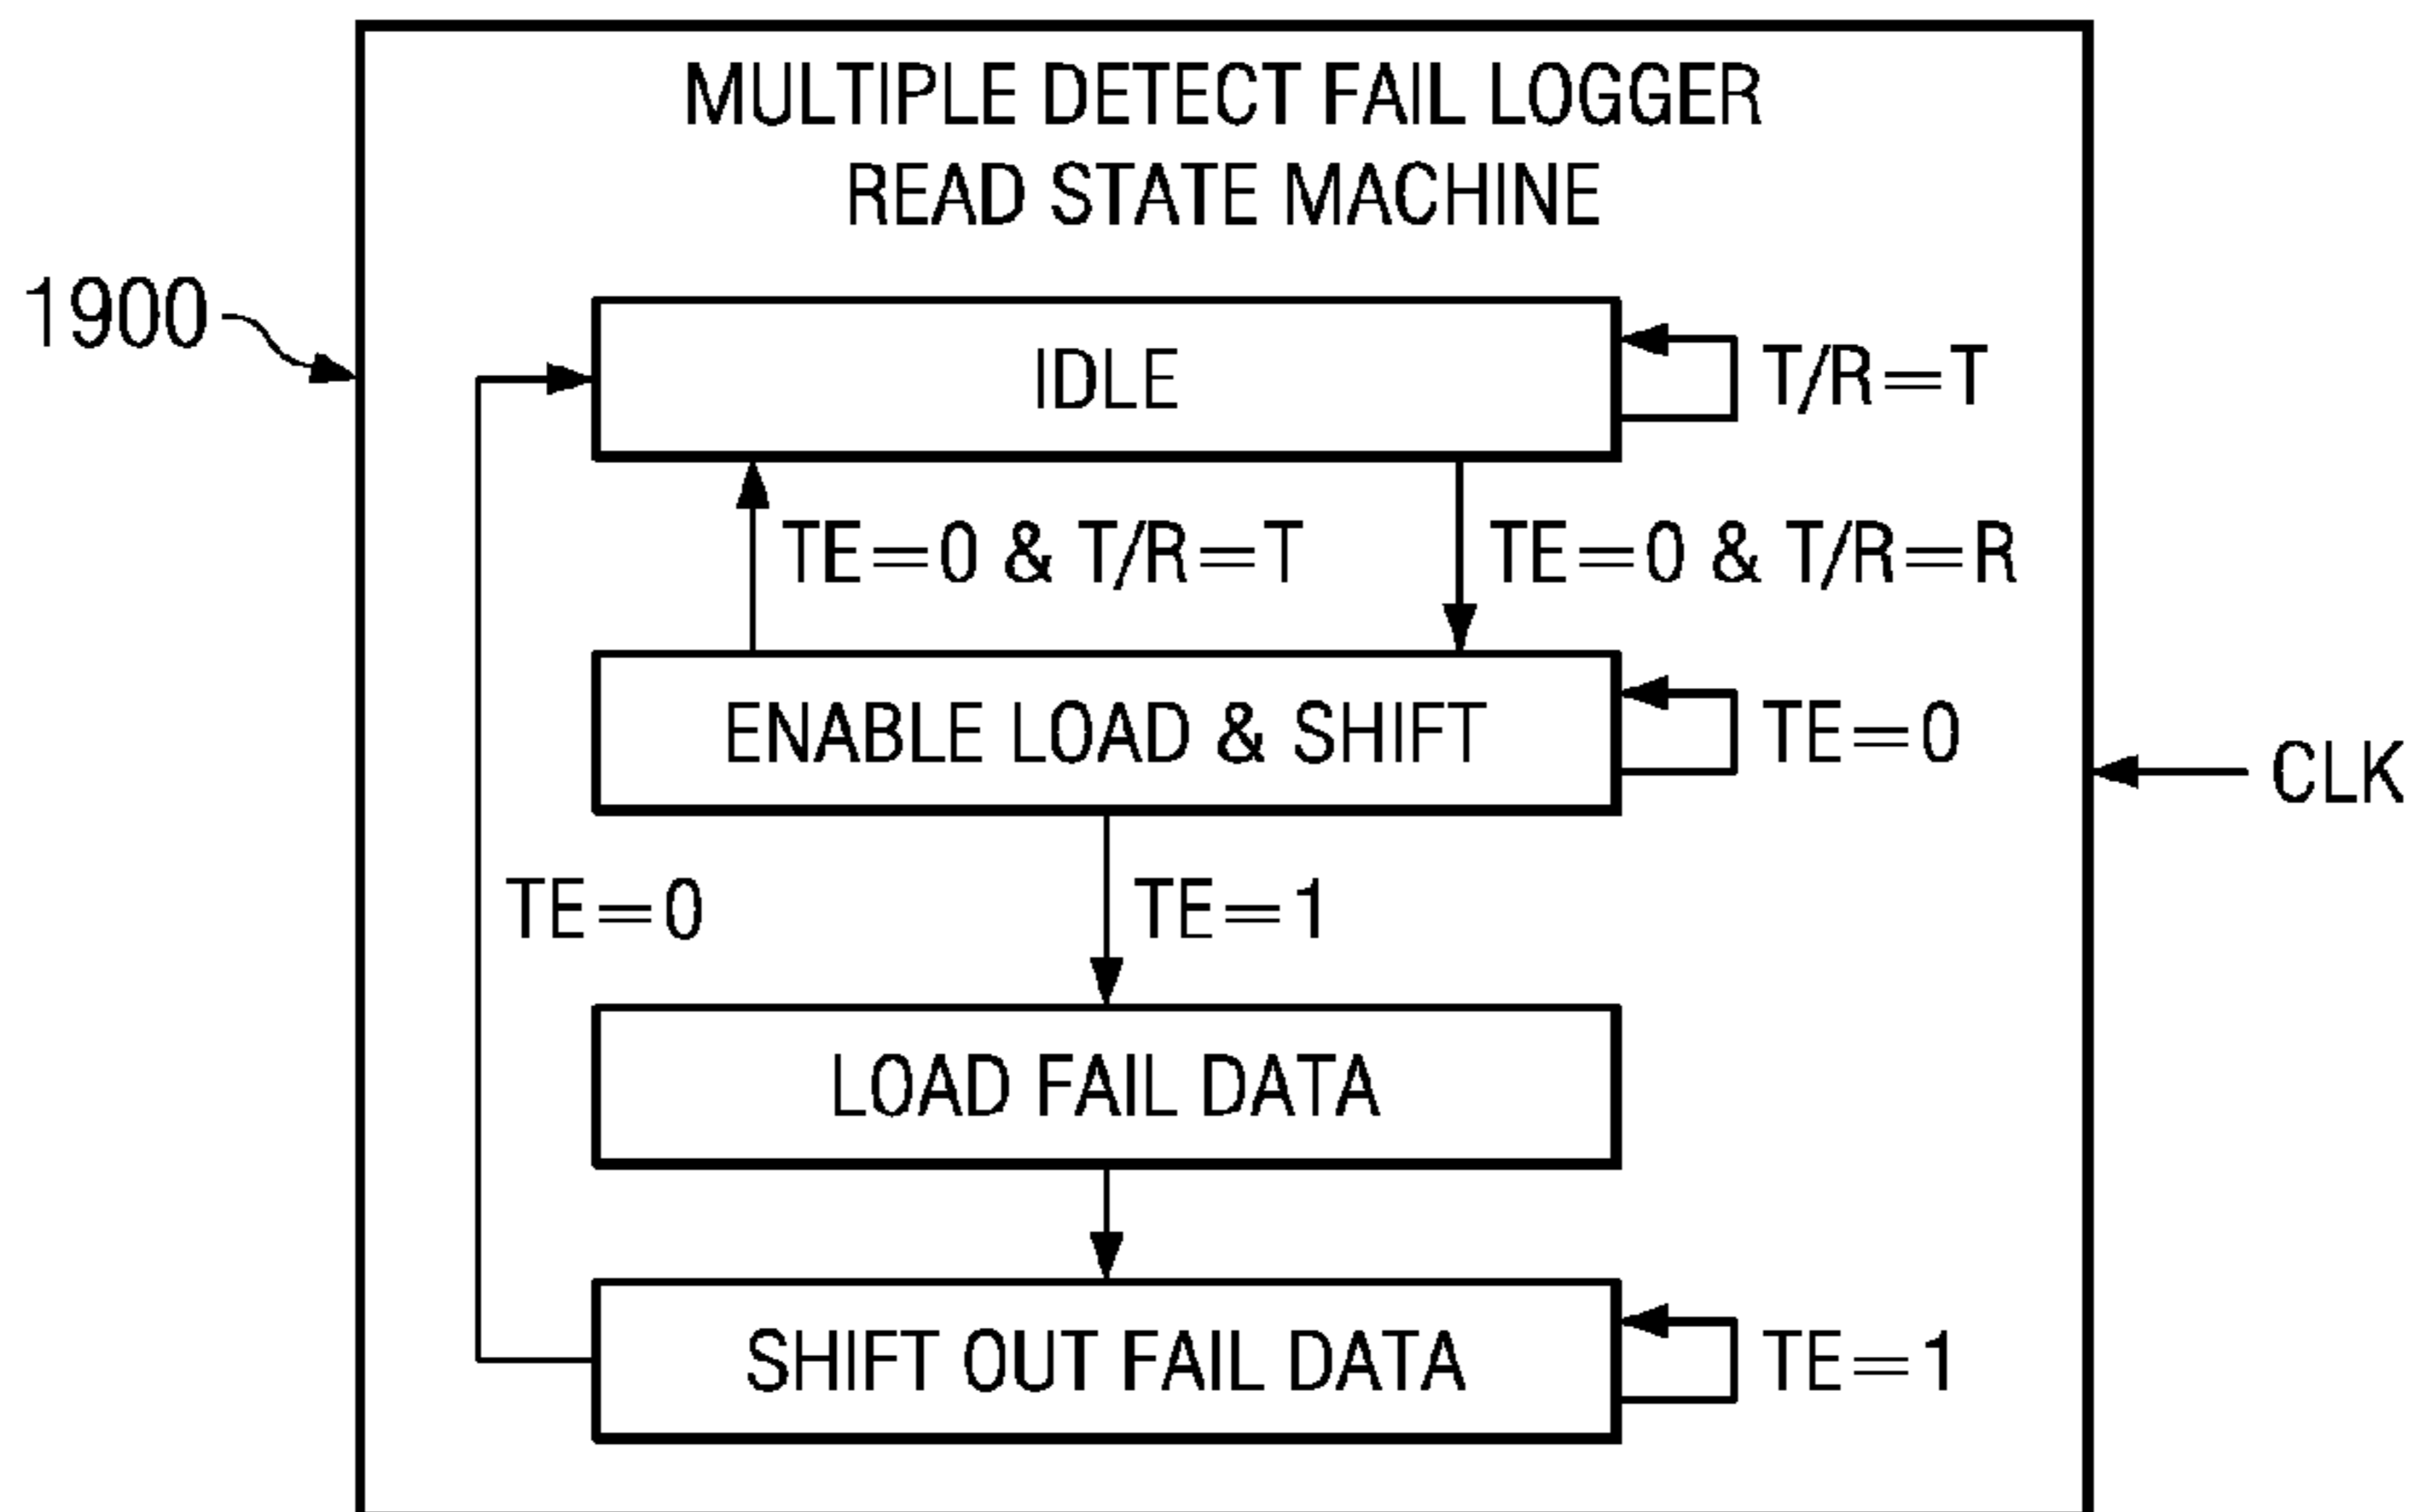 MULTIPLE DETECT FAIL LOGGER
READ STATE MACHINE
1900
IDLE
T/R=T
TE=0 & T/R=T
TE=0 & T/R=R
ENABLE LOAD & SHIFT
TE=0
CLK
TE=0
TE=1
LOAD FAIL DATA
SHIFT OUT FAIL DATA
TE=1